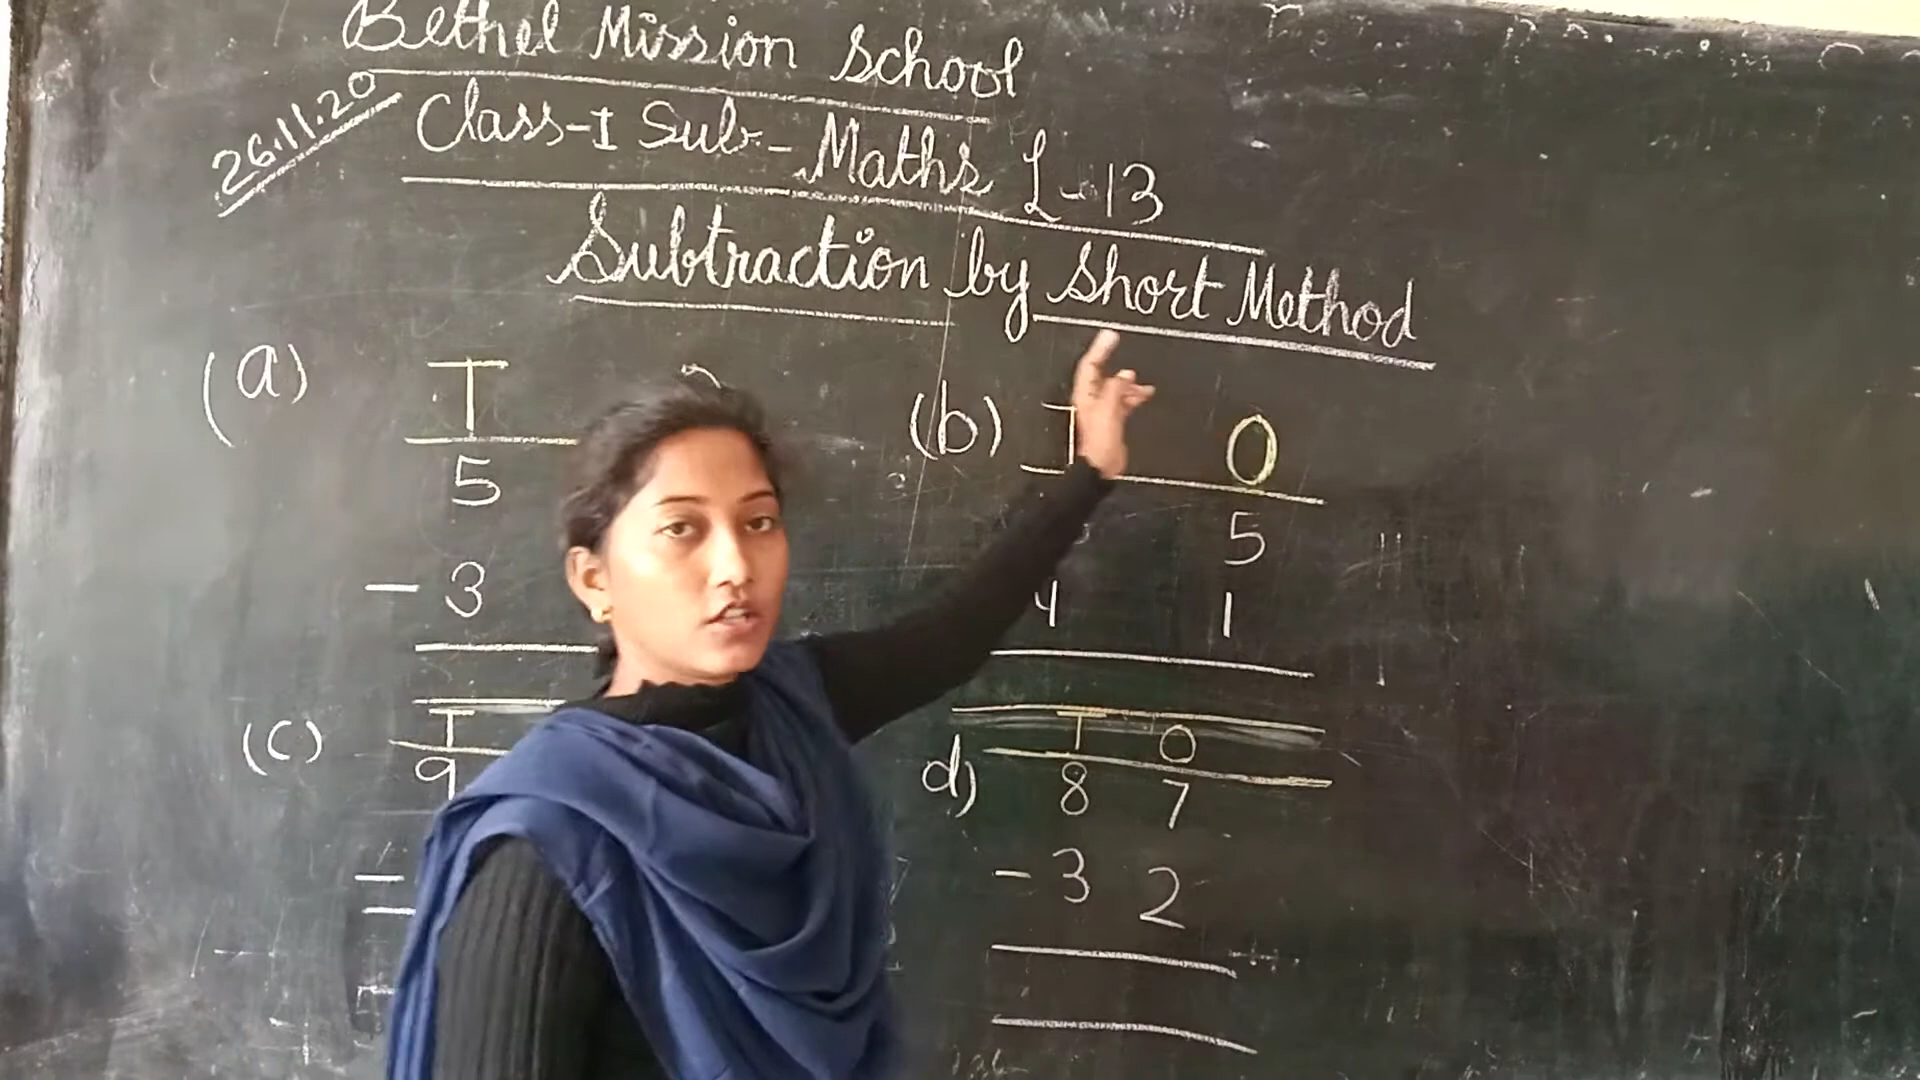 Bethel Mission School
26.11.20
Class-I Sub.- Maths L-13
Subtraction by Short Method
(a) T
5
- 3
(b) T O
5
4 1
(c) T
9
-
d) T O
8 7
- 3 2